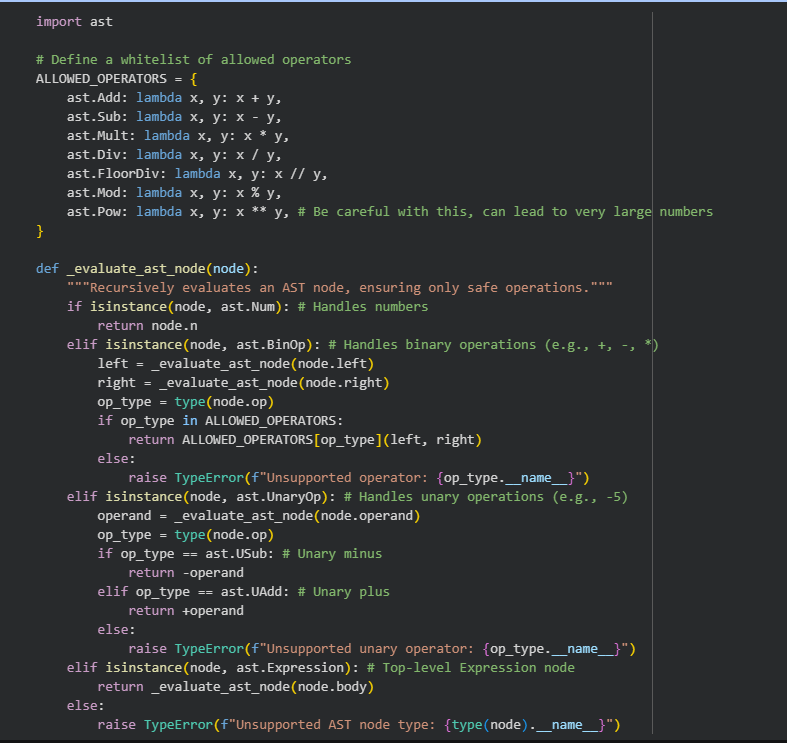 import ast

# Define a whitelist of allowed operators
ALLOWED_OPERATORS = {
    ast.Add: lambda x, y: x + y,
    ast.Sub: lambda x, y: x - y,
    ast.Mult: lambda x, y: x * y,
    ast.Div: lambda x, y: x / y,
    ast.FloorDiv: lambda x, y: x // y,
    ast.Mod: lambda x, y: x % y,
    ast.Pow: lambda x, y: x ** y, # Be careful with this, can lead to very large numbers
}

def _evaluate_ast_node(node):
    """Recursively evaluates an AST node, ensuring only safe operations."""
    if isinstance(node, ast.Num): # Handles numbers
        return node.n
    elif isinstance(node, ast.BinOp): # Handles binary operations (e.g., +, -, *)
        left = _evaluate_ast_node(node.left)
        right = _evaluate_ast_node(node.right)
        op_type = type(node.op)
        if op_type in ALLOWED_OPERATORS:
            return ALLOWED_OPERATORS[op_type](left, right)
        else:
            raise TypeError(f"Unsupported operator: {op_type.__name__}")
    elif isinstance(node, ast.UnaryOp): # Handles unary operations (e.g., -5)
        operand = _evaluate_ast_node(node.operand)
        op_type = type(node.op)
        if op_type == ast.USub: # Unary minus
            return -operand
        elif op_type == ast.UAdd: # Unary plus
            return +operand
        else:
            raise TypeError(f"Unsupported unary operator: {op_type.__name__}")
    elif isinstance(node, ast.Expression): # Top-level Expression node
        return _evaluate_ast_node(node.body)
    else:
        raise TypeError(f"Unsupported AST node type: {type(node).__name__}")